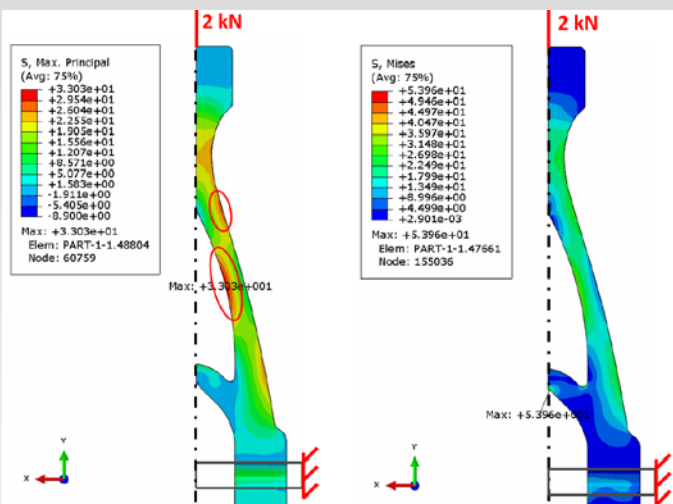 2 kN
S, Max. Principal
(Avg: 75%)
+3.303e+01
+2.954e+01
+2.604e+01
+2.255e+01
+1.905e+01
+1.556e+01
+1.207e+01
+8.571e+00
+5.077e+00
+1.583e+00
-1.911e+00
-5.405e+00
-8.900e+00
Max: +3.303e+01
Elem: PART-1-1.48804
Node: 60759
Max: +3.303e+001
Y
X
2 kN
S, Mises
(Avg: 75%)
+5.396e+01
+4.946e+01
+4.497e+01
+4.047e+01
+3.597e+01
+3.148e+01
+2.698e+01
+2.249e+01
+1.799e+01
+1.349e+01
+8.996e+00
+4.499e+00
+2.901e-03
Max: +5.396e+01
Elem: PART-1-1.47661
Node: 155036
Max: +5.396e+001
Y
X